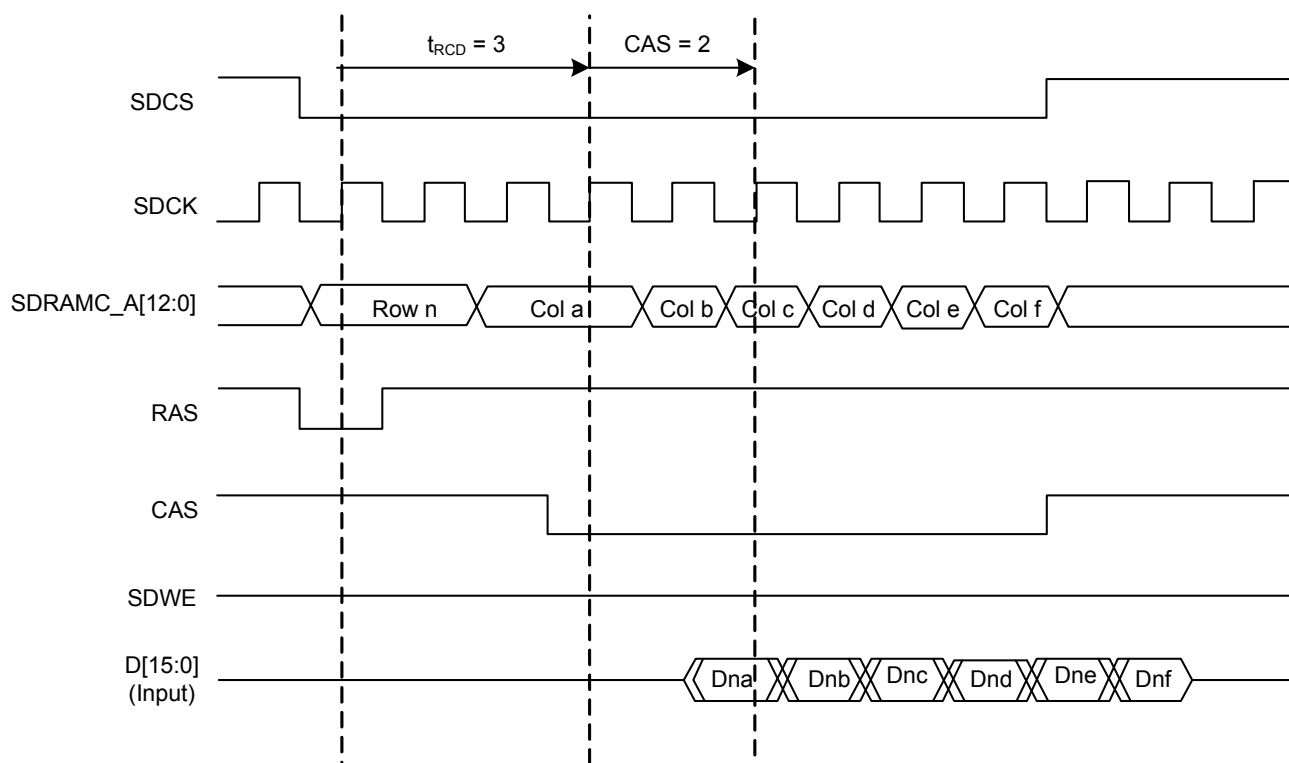 t_RCD = 3
CAS = 2
SDCS
SDCK
SDRAMC_A[12:0]
Row n
Col a
Col b
Col c
Col d
Col e
Col f
RAS
CAS
SDWE
D[15:0]
(Input)
Dna
Dnb
Dnc
Dnd
Dne
Dnf